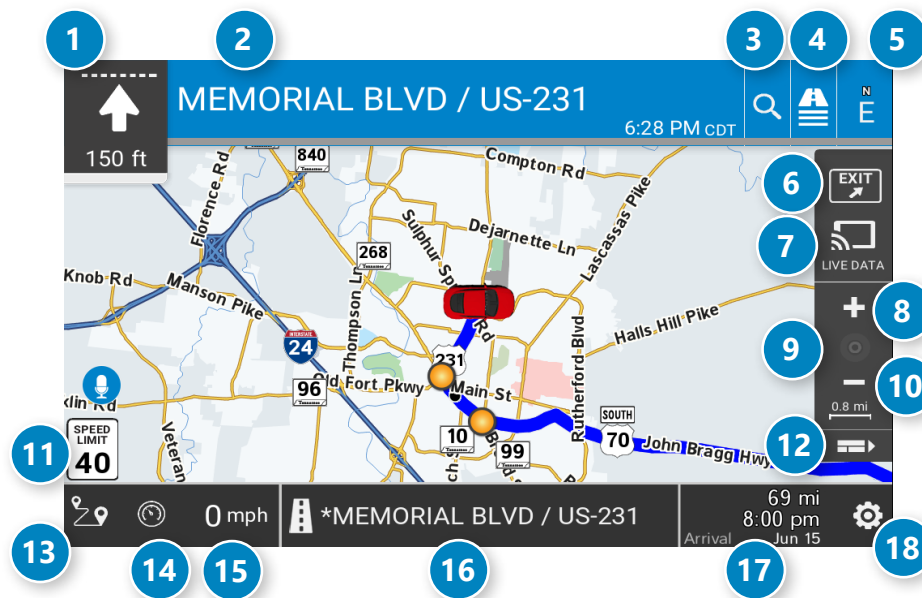 1
2
3
4
5
MEMORIAL BLVD / US-231
N
E
6:28 PM CDT
150 ft
840
Compton Rd
Florence Rd
6
EXIT
Dejarnette Ln
Lascassas Pike
268
7
LIVE DATA
Knob Rd
Manson Pike
Thompson Ln
Sulphur Sp
Rd
8
INTERSTATE
24
Halls Hill Pike
231
9
Rutherford Blvd
Old Fort Pkwy
Main St
96
10
0.8 mi
klin Rd
SPEED
LIMIT
40
11
Veteran
10
99
SOUTH
70
John Bragg Hwy
12
0 mph
*MEMORIAL BLVD / US-231
69 mi
8:00 pm
Arrival
Jun 15
13
14
15
16
17
18